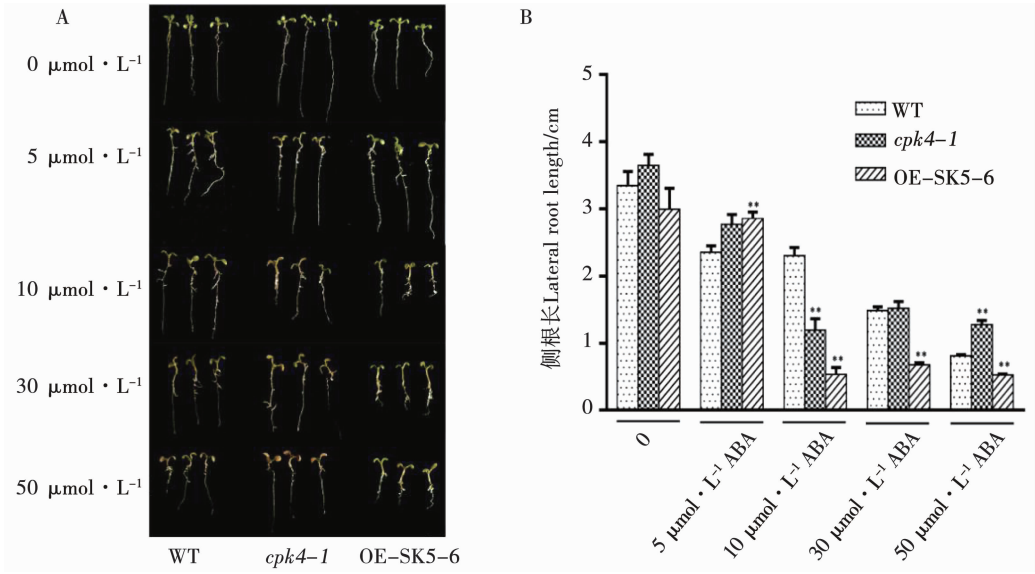 A
0 μmol·L⁻¹
5 μmol·L⁻¹
10 μmol·L⁻¹
30 μmol·L⁻¹
50 μmol·L⁻¹
WT cpk4-1 OE-SK5-6
B
侧根长Lateral root length/cm
5
4
3
2
1
0
WT
cpk4-1
OE-SK5-6
**
**
**
**
**
**
0
5 μmol·L⁻¹ ABA
10 μmol·L⁻¹ ABA
30 μmol·L⁻¹ ABA
50 μmol·L⁻¹ ABA